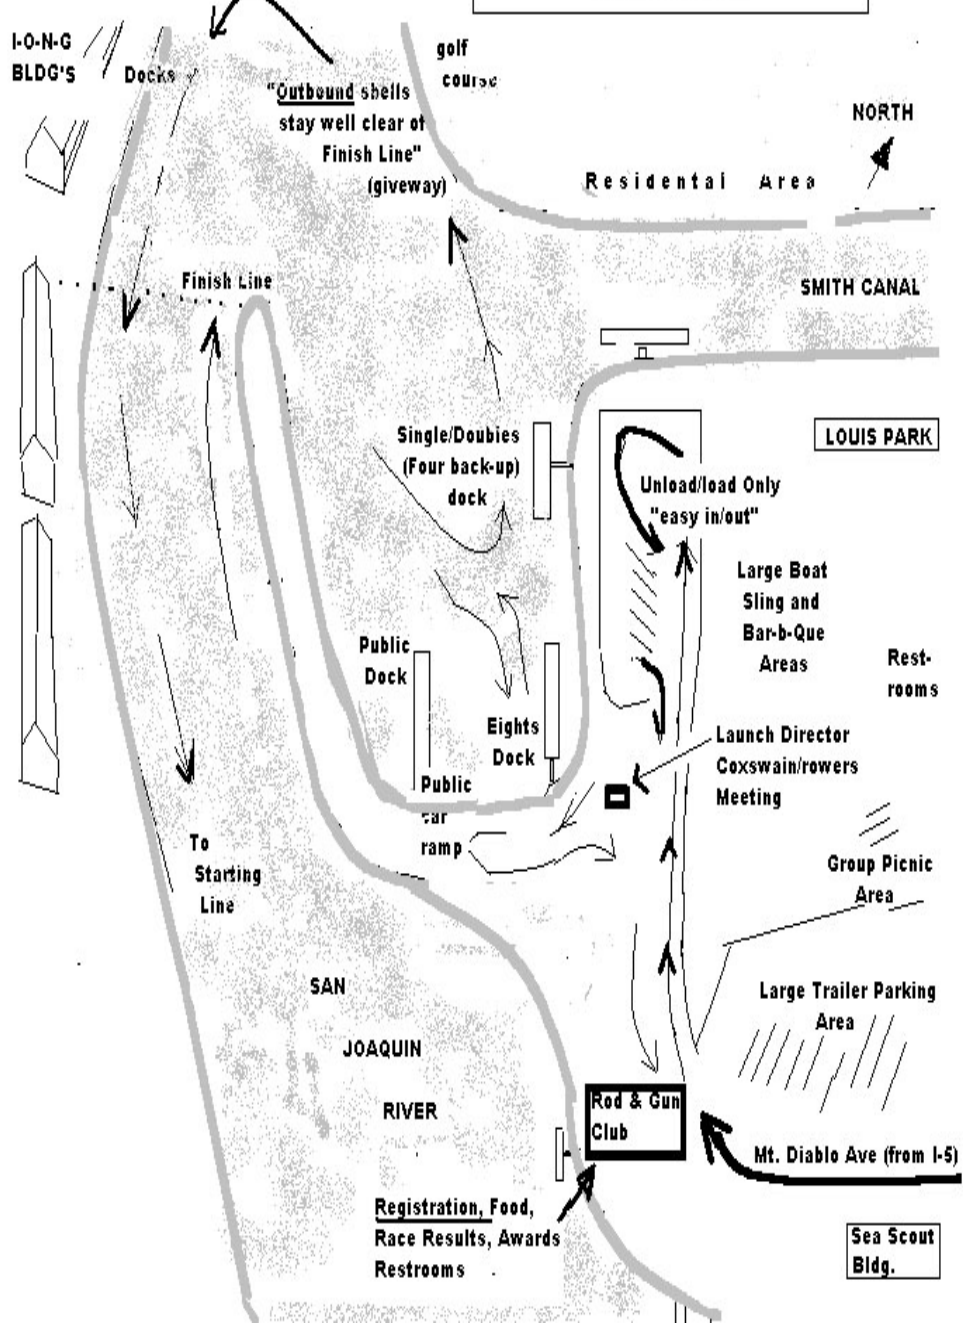 I-O-N-G
BLDG'S
Docks
golf
course
"Outbound shells
stay well clear of
Finish Line"
(giveway)
NORTH
Residental Area
Finish Line
SMITH CANAL
LOUIS PARK
Single/Doubles
(Four back-up)
dock
Unload/load Only
"easy in/out"
Large Boat
Sling and
Bar-b-Que
Areas
Rest-
rooms
Public
Dock
Eights
Dock
Launch Director
Coxswain/rowers
Meeting
Public
car
ramp
To
Starting
Line
Group Picnic
Area
SAN
JOAQUIN
RIVER
Large Trailer Parking
Area
Rod & Gun
Club
Mt. Diablo Ave (from I-5)
Registration, Food,
Race Results, Awards
Restrooms
Sea Scout
Bldg.